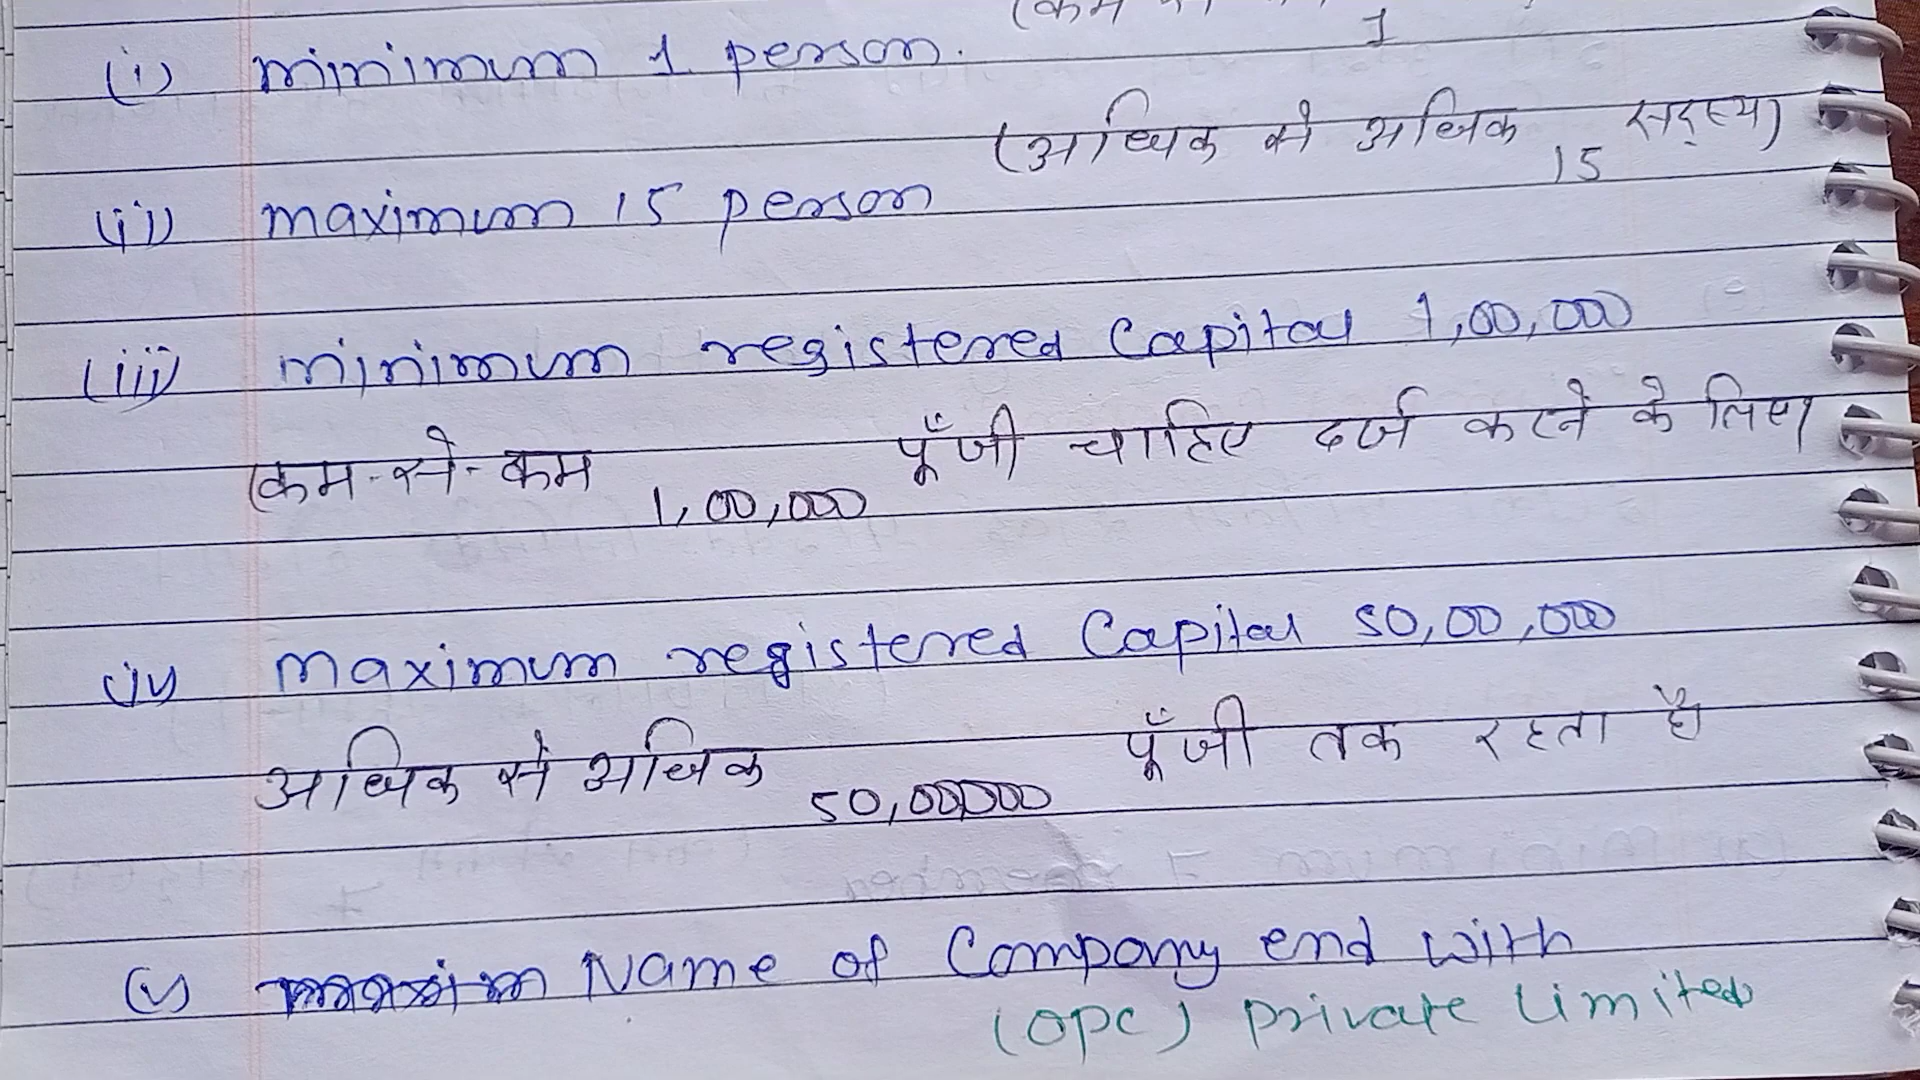 (कम
1
(i) minimum 1 person.
(अधिक से अधिक 15 सदस्य)
(ii) maximum 15 person
(iii) minimum registered Capital 1,00,000
(कम-से-कम 1,00,000 पूँजी चाहिए दर्ज करने के लिए)
(iv) maximum registered Capital 50,00,000
अधिक से अधिक 50,00000 पूँजी तक रहता है
(v) Name of Company end with
(OPC) Private Limited